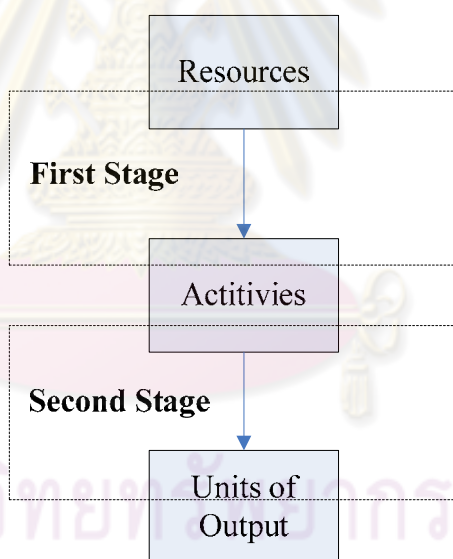 Resources
First Stage
Actitivies
Second Stage
Units of
Output